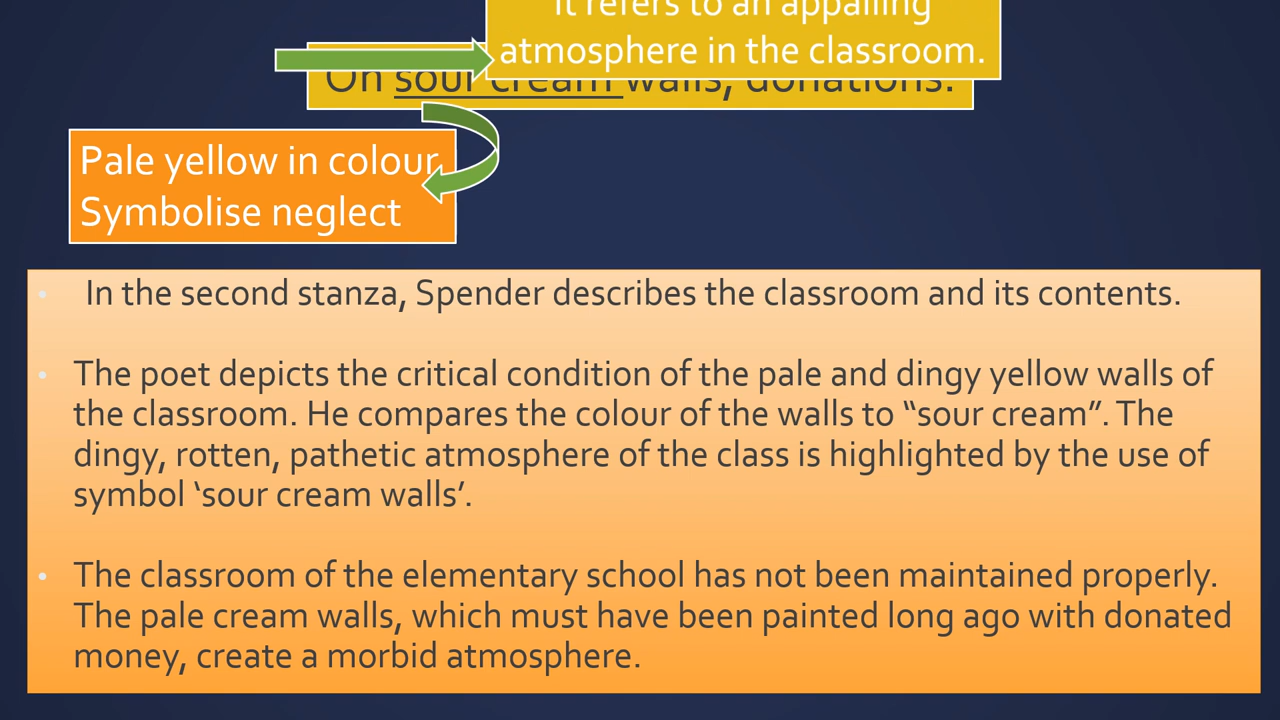 It refers to an appalling
atmosphere in the classroom.
On sour cream walls, donations.
Pale yellow in colour
Symbolise neglect
• In the second stanza, Spender describes the classroom and its contents.
• The poet depicts the critical condition of the pale and dingy yellow walls of
the classroom. He compares the colour of the walls to “sour cream”. The
dingy, rotten, pathetic atmosphere of the class is highlighted by the use of
symbol ‘sour cream walls’.
• The classroom of the elementary school has not been maintained properly.
The pale cream walls, which must have been painted long ago with donated
money, create a morbid atmosphere.